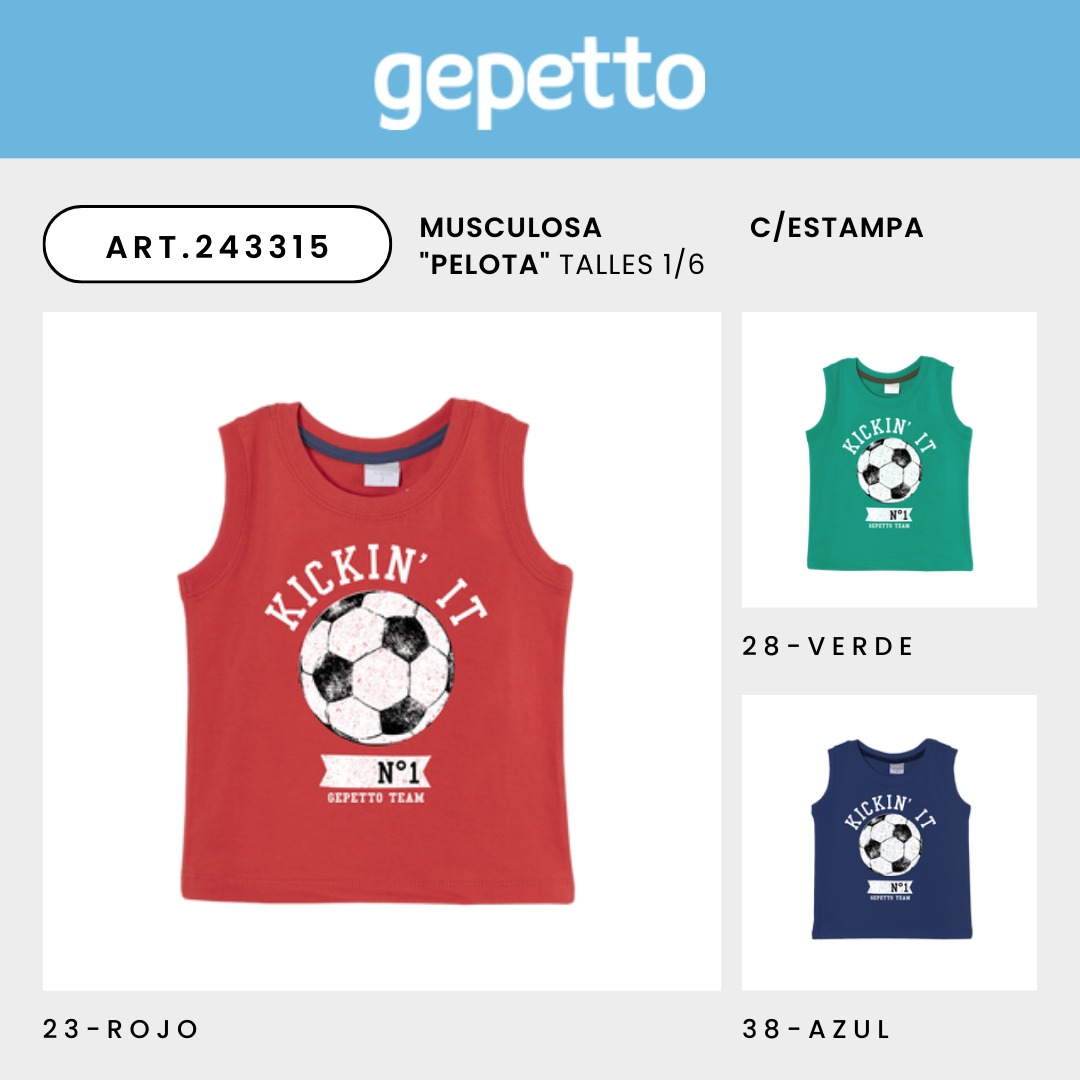 gepetto
ART.243315
MUSCULOSA C/ESTAMPA
"PELOTA" TALLES 1/6
KICKIN' IT
N°1
GEPETTO TEAM
23-ROJO
KICKIN' IT
N°1
GEPETTO TEAM
28-VERDE
KICKIN' IT
N°1
GEPETTO TEAM
38-AZUL